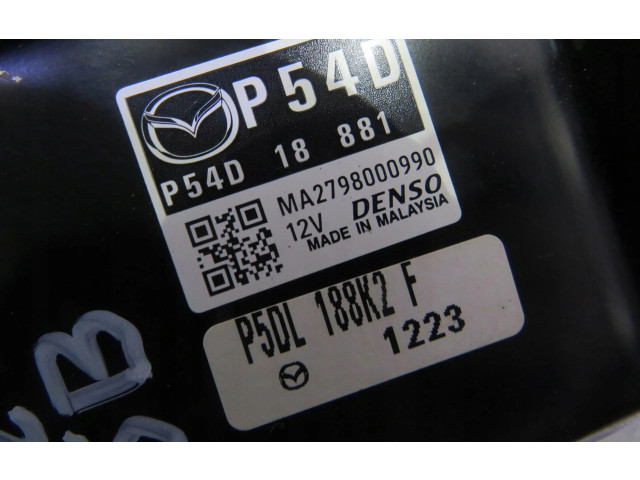 P54D
P54D 18 881
MA2798000990
12V DENSO
MADE IN MALAYSIA
P5DL 188K2 F
1223
B